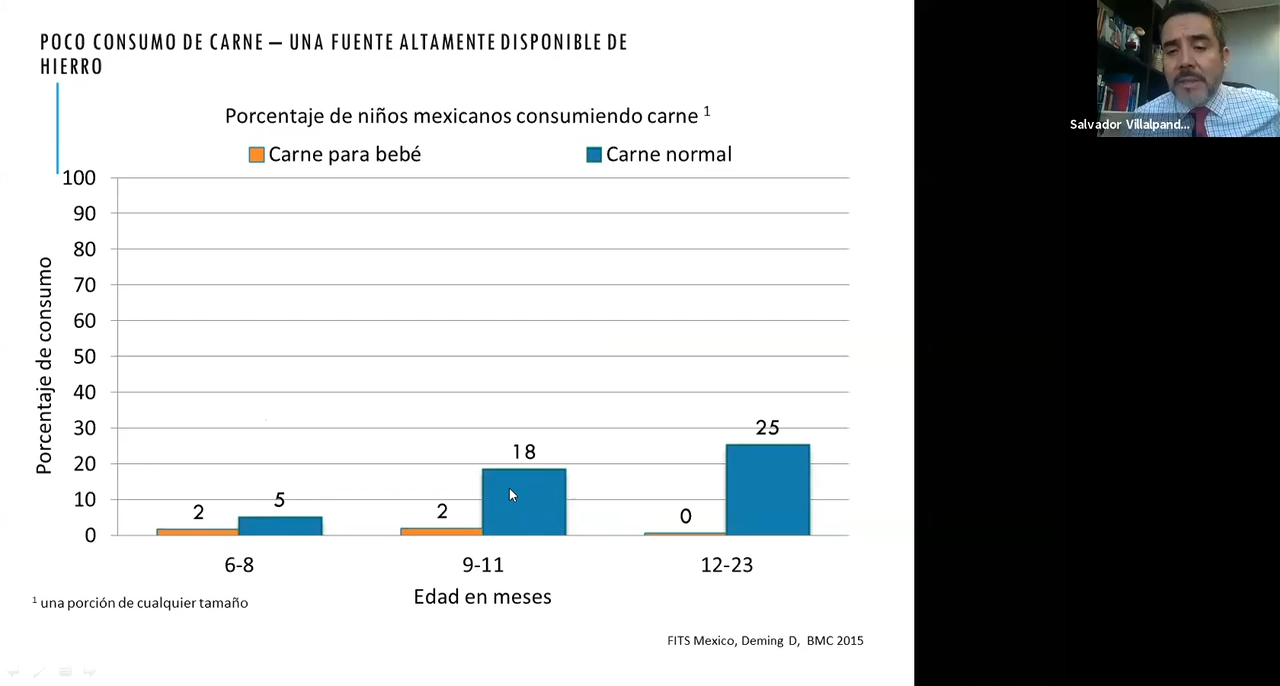 POCO CONSUMO DE CARNE – UNA FUENTE ALTAMENTE DISPONIBLE DE
HIERRO
Porcentaje de niños mexicanos consumiendo carne ¹
Carne para bebé
Carne normal
Porcentaje de consumo
100
90
80
70
60
50
40
30
20
10
0
2
5
2
18
0
25
6-8
9-11
12-23
Edad en meses
¹ una porción de cualquier tamaño
FITS Mexico, Deming D, BMC 2015
Salvador Villalpand...